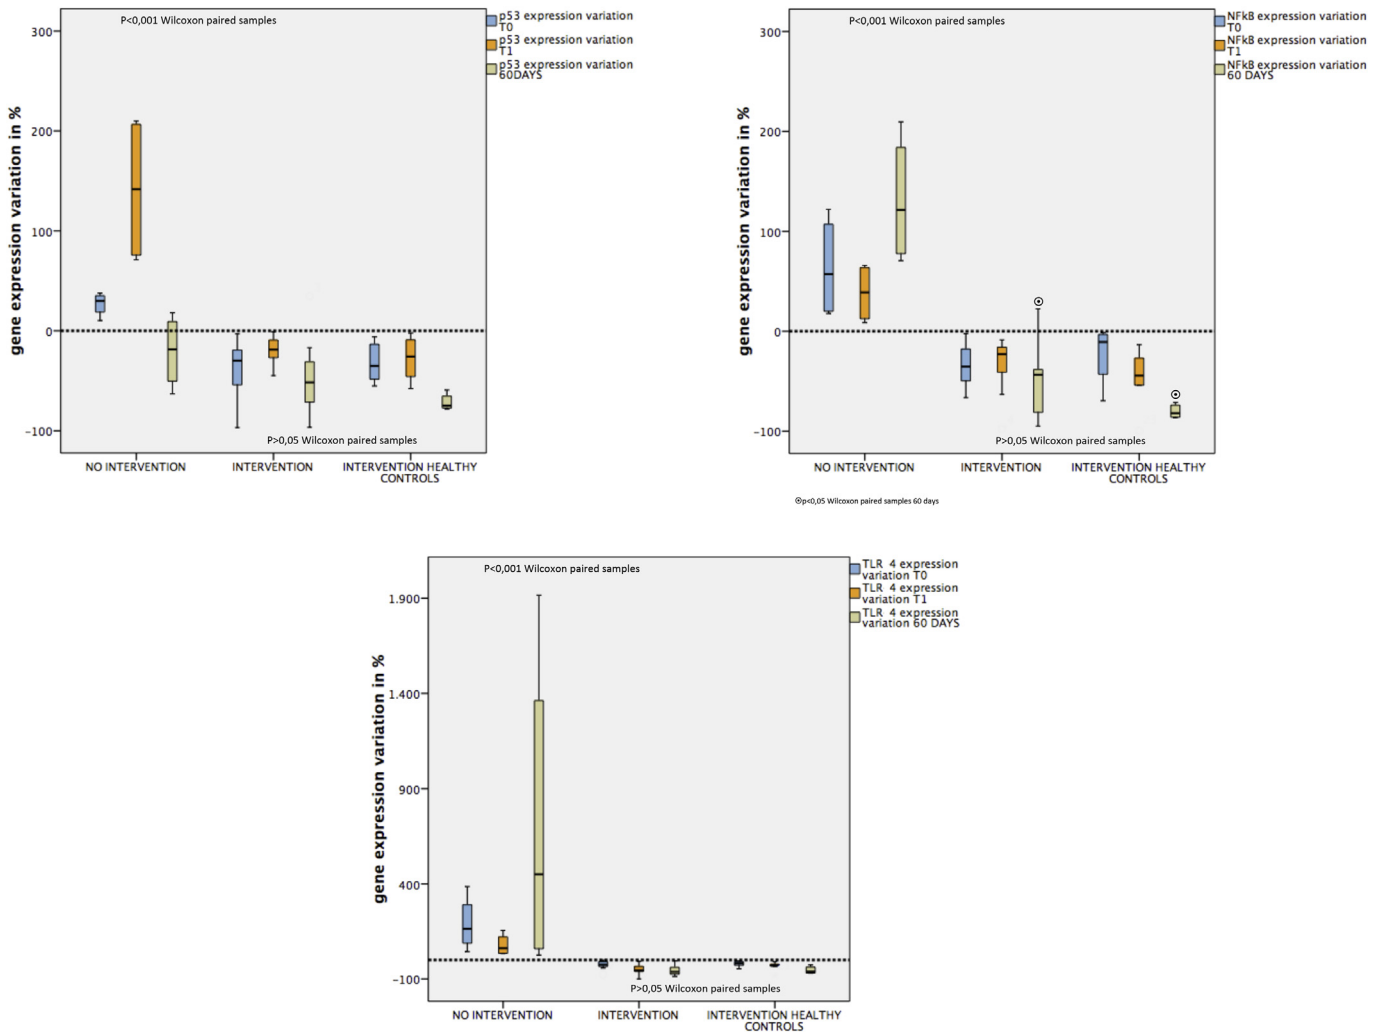 P<0,001 Wilcoxon paired samples
p53 expression variation
T0
p53 expression variation
T1
p53 expression variation
60DAYS
gene expression variation in %
300
200
100
0
−100
P>0,05 Wilcoxon paired samples
NO INTERVENTION
INTERVENTION
INTERVENTION HEALTHY
CONTROLS
P<0,001 Wilcoxon paired samples
NFkB expression variation
T0
NFkB expression variation
T1
NFkB expression variation
60 DAYS
gene expression variation in %
300
200
100
0
−100
P>0,05 Wilcoxon paired samples
NO INTERVENTION
INTERVENTION
INTERVENTION HEALTHY
CONTROLS
⦿p<0,05 Wilcoxon paired samples 60 days
P<0,001 Wilcoxon paired samples
TLR 4 expression
variation T0
TLR 4 expression
variation T1
TLR 4 expression
variation 60 DAYS
gene expression variation in %
1.900
1.400
900
400
−100
P>0,05 Wilcoxon paired samples
NO INTERVENTION
INTERVENTION
INTERVENTION HEALTHY
CONTROLS